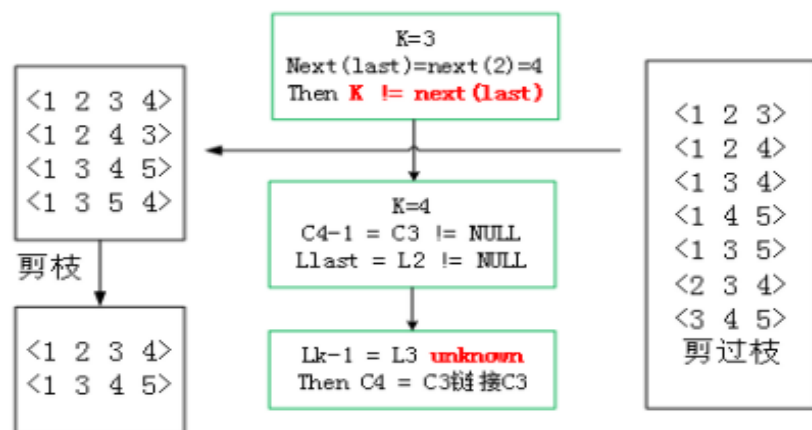 <1 2 3 4>
<1 2 4 3>
<1 3 4 5>
<1 3 5 4>
剪枝
<1 2 3 4>
<1 3 4 5>
K=3
Next(last)=next(2)=4
Then K != next(last)
K=4
C4-1 = C3 != NULL
Llast = L2 != NULL
Lk-1 = L3 unknown
Then C4 = C3链接C3
<1 2 3>
<1 2 4>
<1 3 4>
<1 4 5>
<1 3 5>
<2 3 4>
<3 4 5>
剪过枝